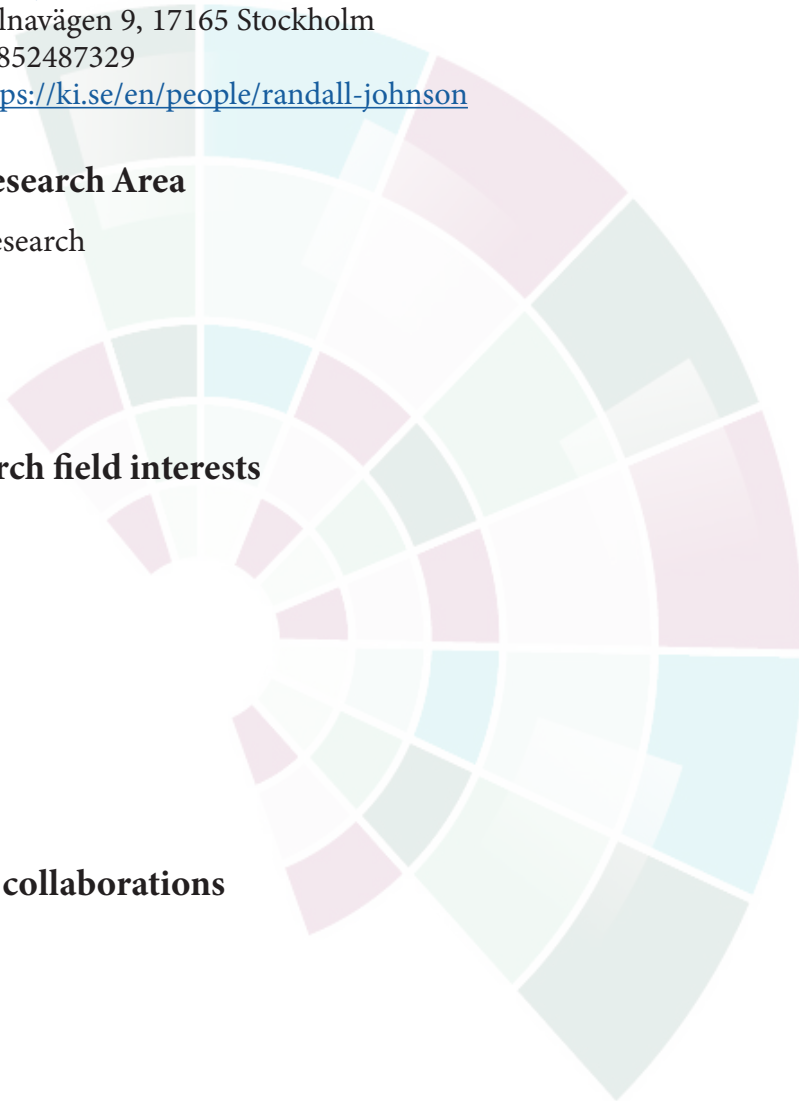 lnavägen 9, 17165 Stockholm
852487329
ps://ki.se/en/people/randall-johnson
esearch Area
esearch
rch field interests
collaborations